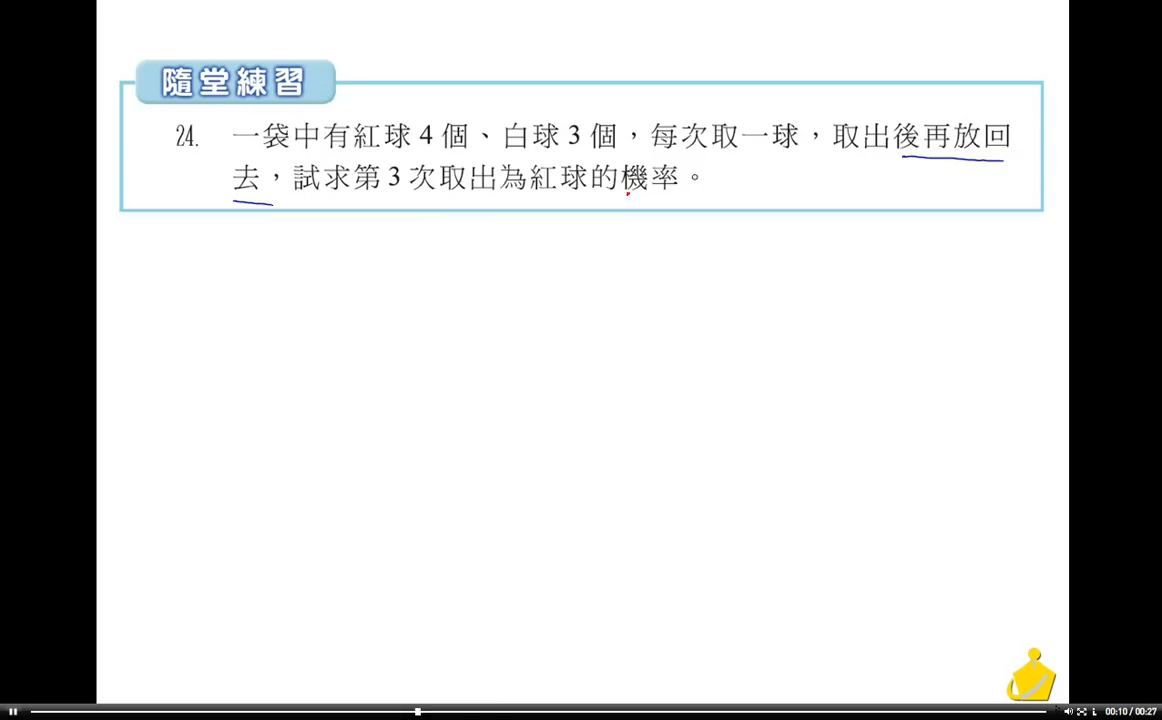 隨堂練習
24. 一袋中有紅球 4 個、白球 3 個，每次取一球，取出後再放回
去，試求第 3 次取出為紅球的機率。
00:10 / 00:27